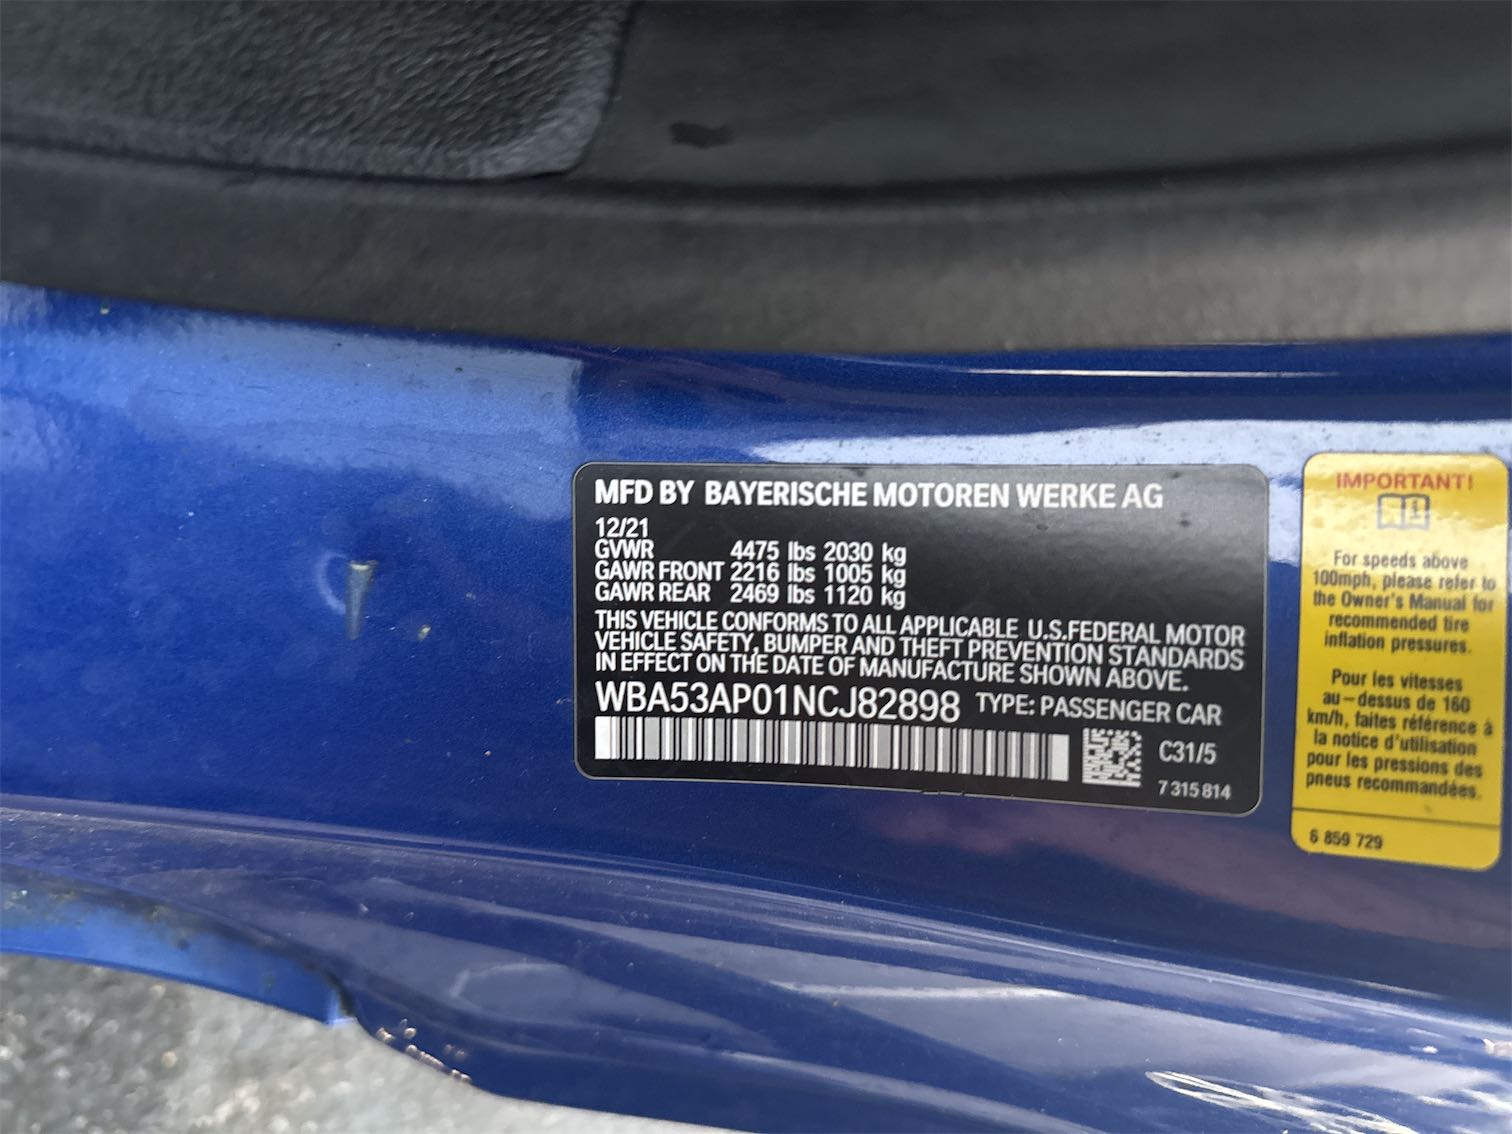 MFD BY BAYERISCHE MOTOREN WERKE AG
12/21
GVWR 4475 lbs 2030 kg
GAWR FRONT 2216 lbs 1005 kg
GAWR REAR 2469 lbs 1120 kg
THIS VEHICLE CONFORMS TO ALL APPLICABLE U.S.FEDERAL MOTOR
VEHICLE SAFETY, BUMPER AND THEFT PREVENTION STANDARDS
IN EFFECT ON THE DATE OF MANUFACTURE SHOWN ABOVE.
WBA53AP01NCJ82898 TYPE: PASSENGER CAR
C31/5
7 315 814
IMPORTANT!
For speeds above
100mph, please refer to
the Owner's Manual for
recommended tire
inflation pressures.
Pour les vitesses
au-dessus de 160
km/h, faites référence à
la notice d'utilisation
pour les pressions des
pneus recommandées.
6 859 729